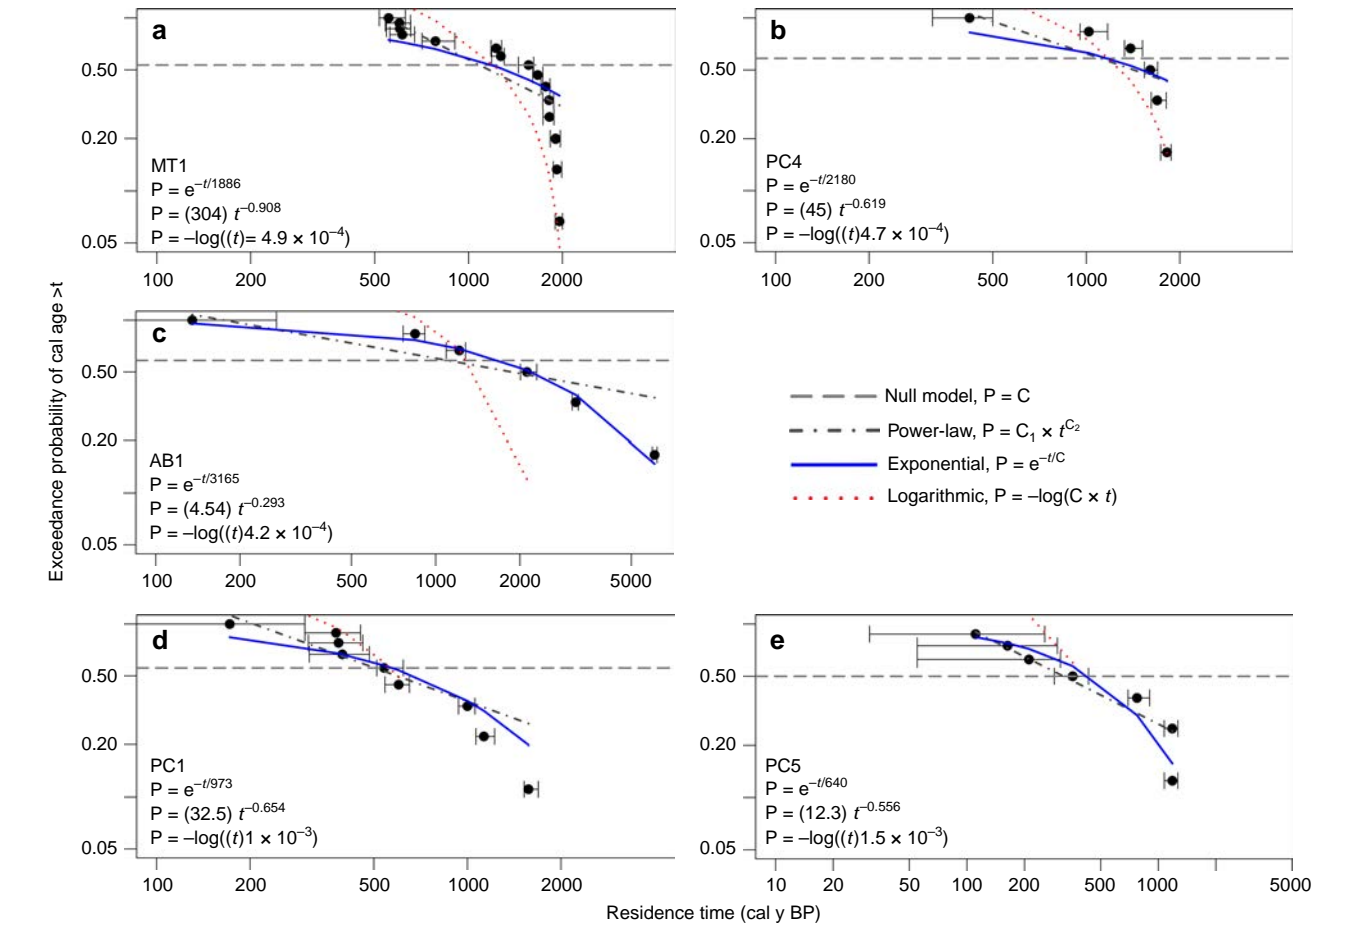 a
0.50
0.20
0.05
MT1
P = e^–t/1886
P = (304) t^–0.908
P = –log((t)= 4.9 × 10^–4)
100 200 500 1000 2000
b
0.50
0.20
0.05
PC4
P = e^–t/2180
P = (45) t^–0.619
P = –log((t)4.7 × 10^–4)
100 200 500 1000 2000
Exceedance probability of cal age >t
c
0.50
0.20
0.05
AB1
P = e^–t/3165
P = (4.54) t^–0.293
P = –log((t)4.2 × 10^–4)
100 200 500 1000 2000 5000
Null model, P = C
Power-law, P = C₁ × t^C₂
Exponential, P = e^–t/C
Logarithmic, P = –log(C × t)
d
0.50
0.20
0.05
PC1
P = e^–t/973
P = (32.5) t^–0.654
P = –log((t)1 × 10^–3)
100 200 500 1000 2000
e
0.50
0.20
0.05
PC5
P = e^–t/640
P = (12.3) t^–0.556
P = –log((t)1.5 × 10^–3)
10 20 50 100 200 500 1000 5000
Residence time (cal y BP)